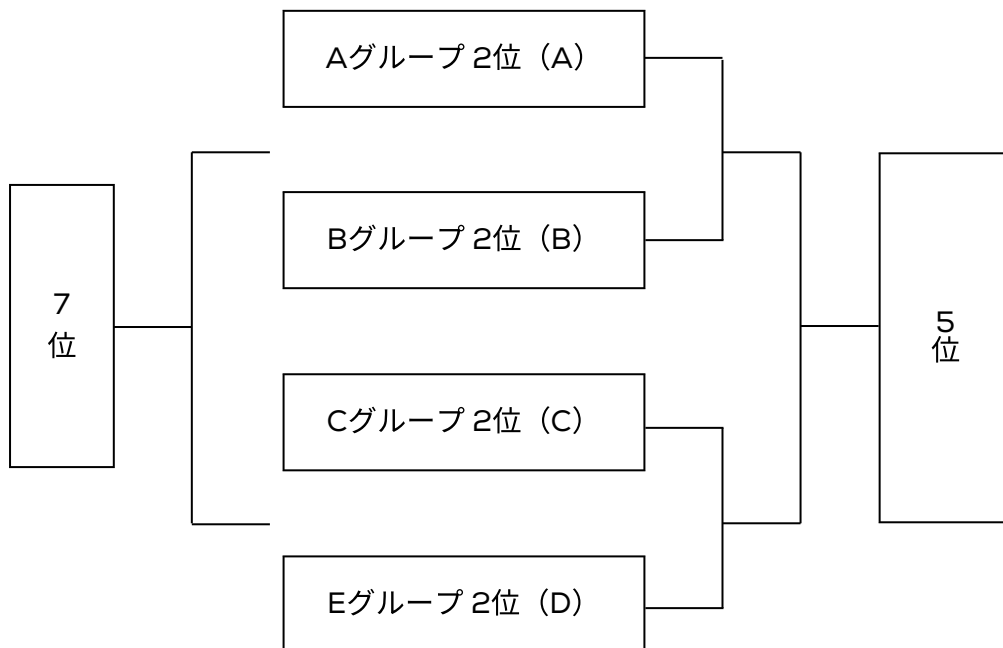 Aグループ 2位（A）
Bグループ 2位（B）
7
位
5
位
Cグループ 2位（C）
Eグループ 2位（D）